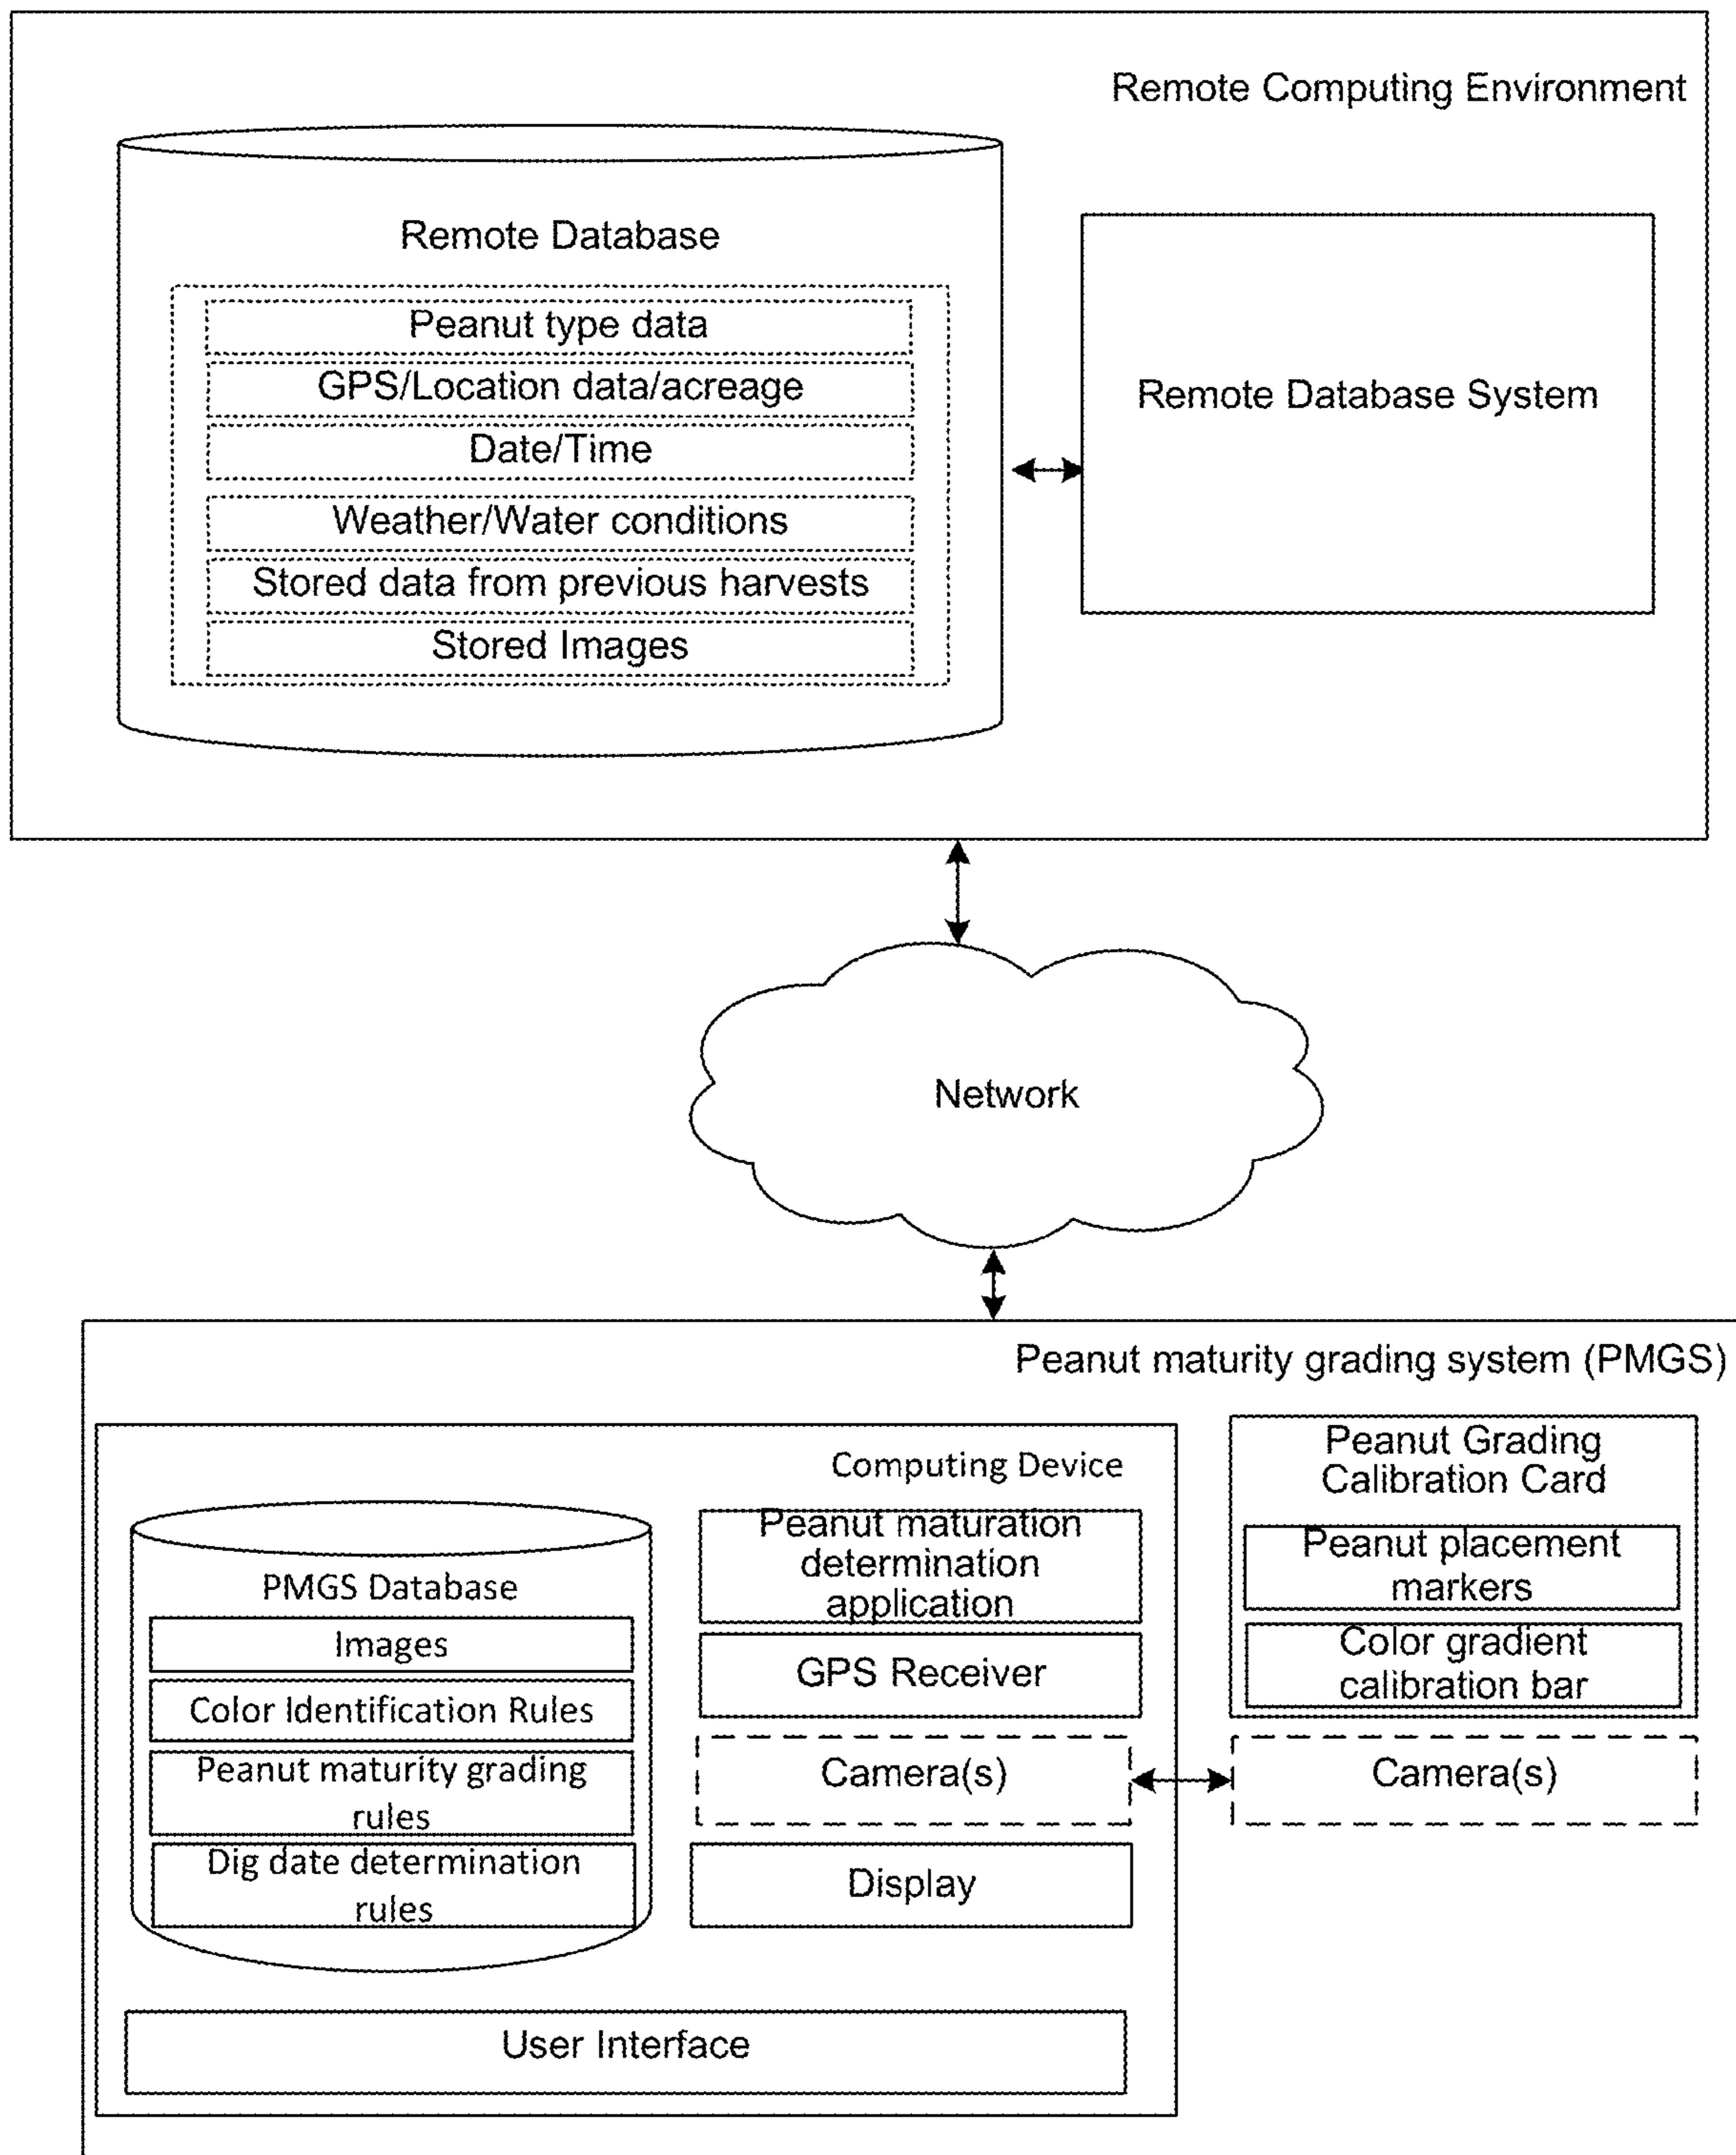 Remote Computing Environment
Remote Database
Peanut type data
GPS/Location data/acreage
Date/Time
Weather/Water conditions
Stored data from previous harvests
Stored Images
Remote Database System
Network
Peanut maturity grading system (PMGS)
Computing Device
PMGS Database
Images
Color Identification Rules
Peanut maturity grading
rules
Dig date determination
rules
Peanut maturation
determination
application
GPS Receiver
Camera(s)
Display
User Interface
Peanut Grading
Calibration Card
Peanut placement
markers
Color gradient
calibration bar
Camera(s)